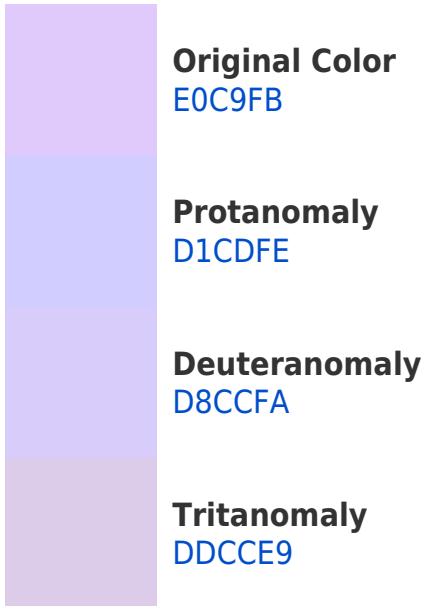 Original Color
E0C9FB
Protanomaly
D1CDFE
Deuteranomaly
D8CCFA
Tritanomaly
DDCCE9